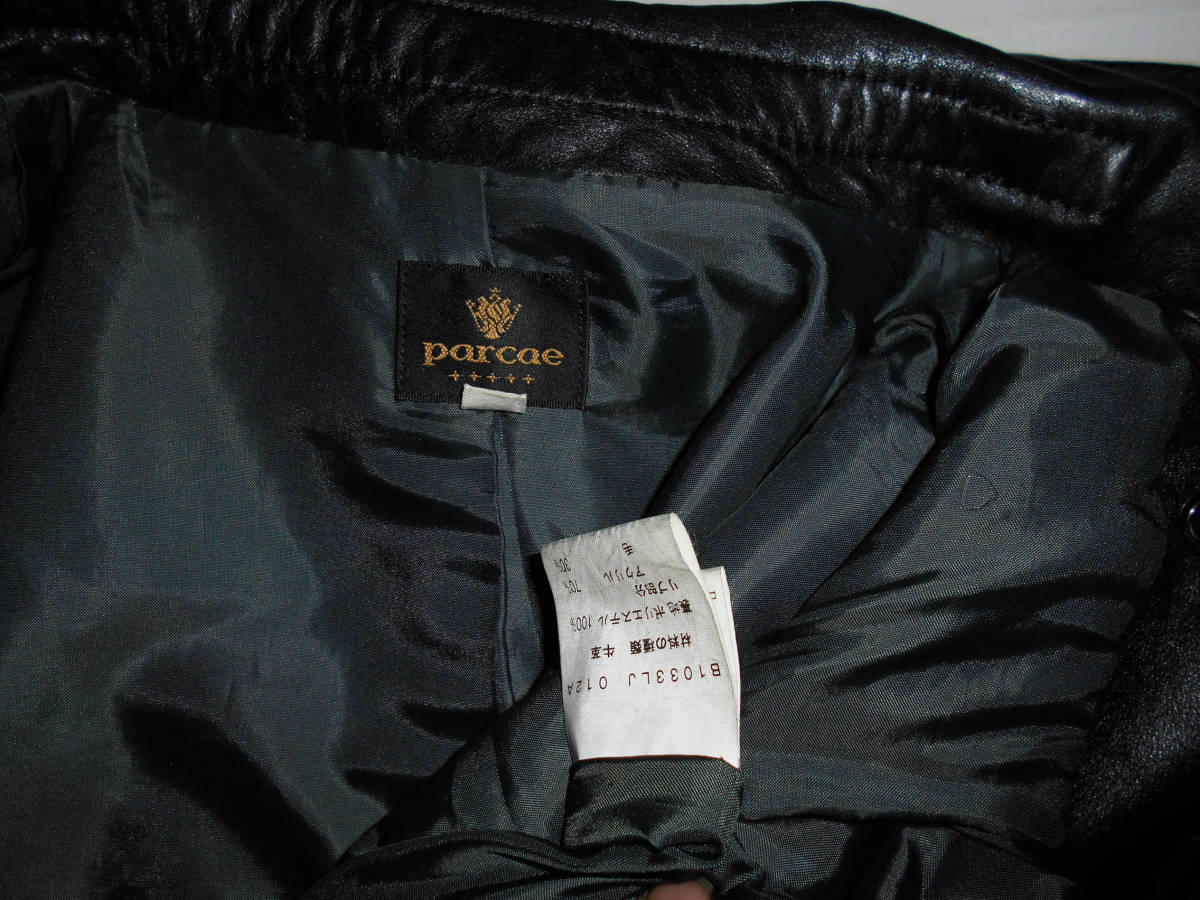 parcae
B1033LJ 012A
材料の種類 牛革
裏地 ポリエステル 100%
リブ部分
アクリル 70%
毛 30%